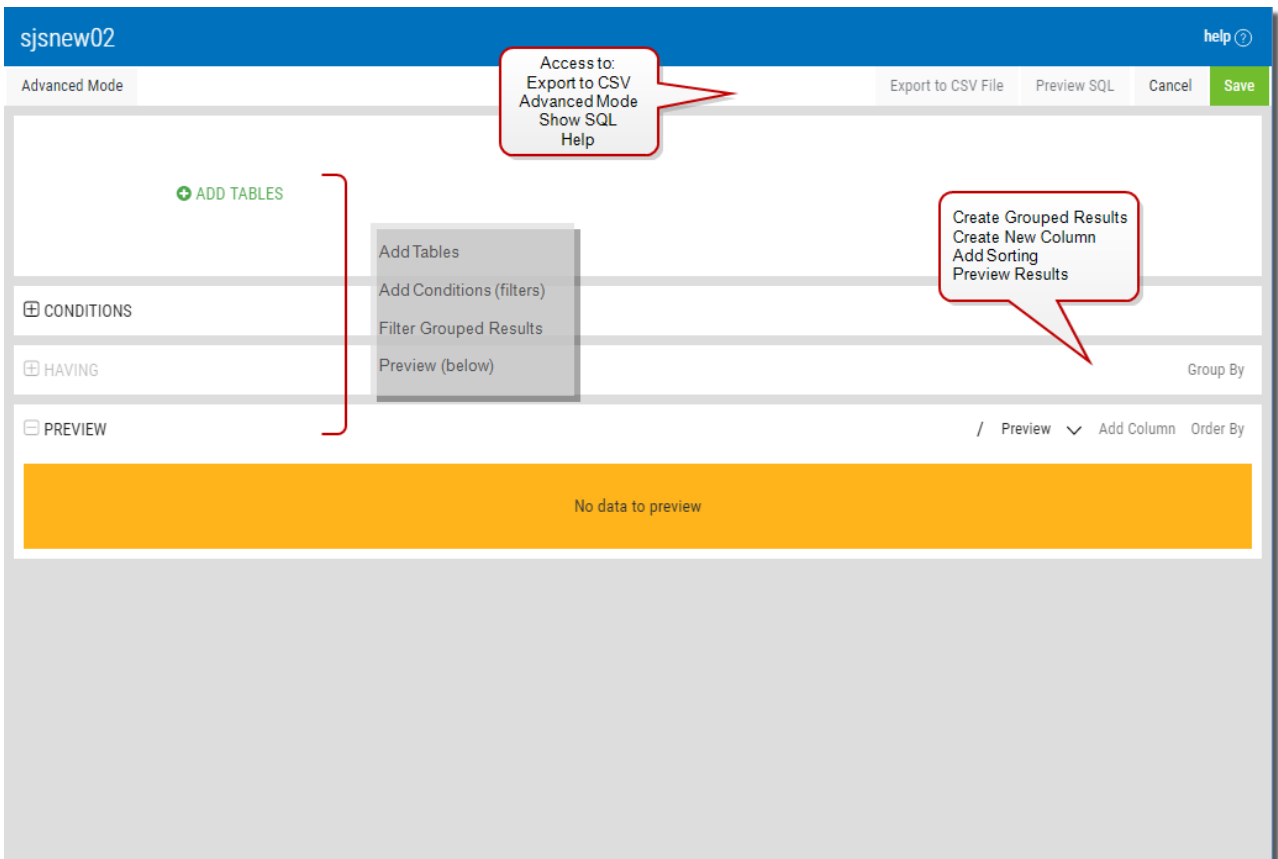 sjsnew02
help ?
Advanced Mode
Access to:
Export to CSV
Advanced Mode
Show SQL
Help
Export to CSV File
Preview SQL
Cancel
Save
ADD TABLES
Add Tables
Add Conditions (filters)
Filter Grouped Results
Preview (below)
Create Grouped Results
Create New Column
Add Sorting
Preview Results
CONDITIONS
HAVING
Group By
PREVIEW
/ Preview
Add Column
Order By
No data to preview